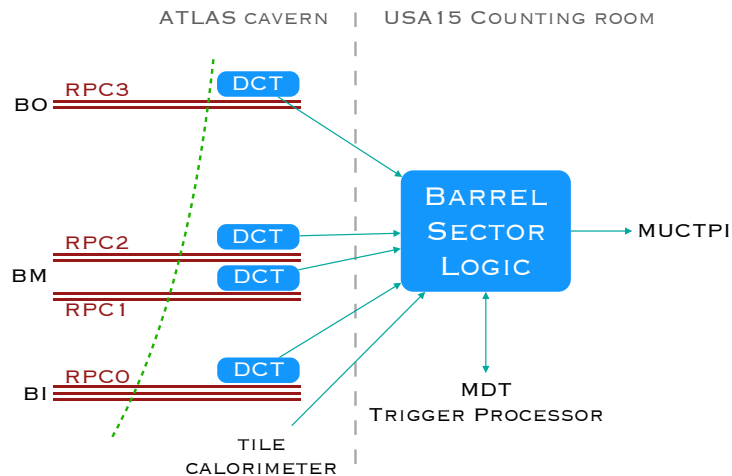 ATLAS CAVERN
USA15 COUNTING ROOM
RPC3
DCT
BO
BARREL
SECTOR
LOGIC
MUCTPI
RPC2
DCT
BM
DCT
RPC1
RPC0
DCT
BI
MDT
TRIGGER PROCESSOR
TILE
CALORIMETER